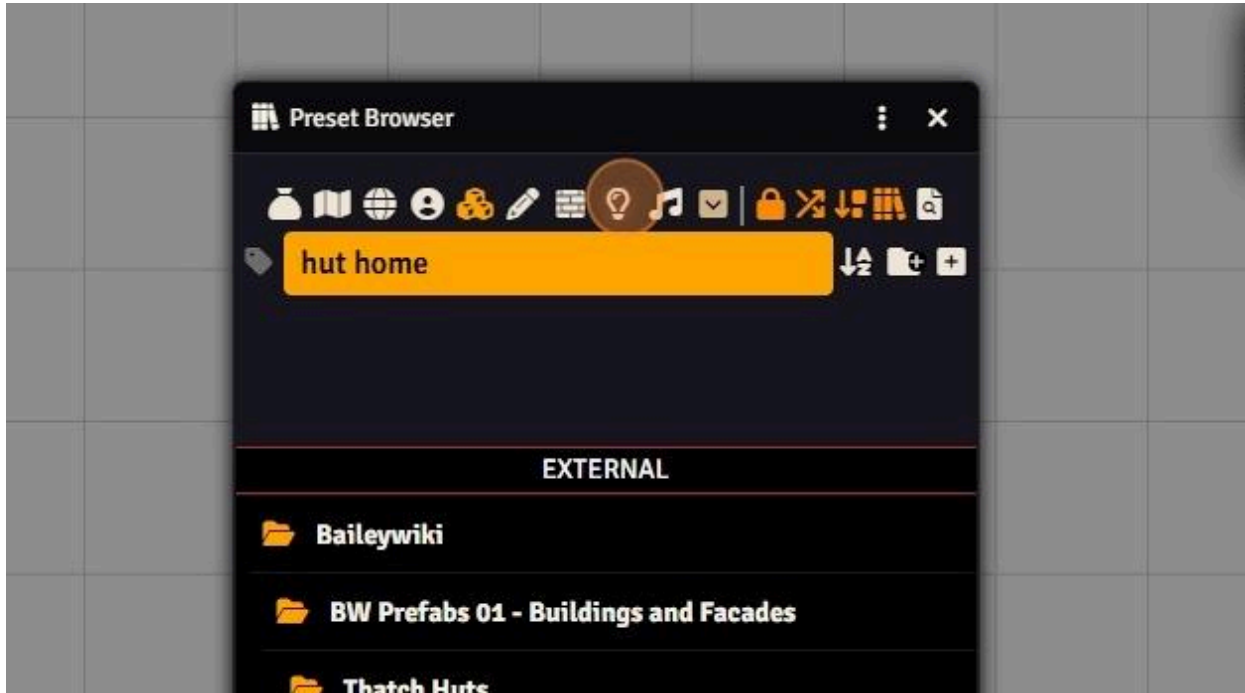 Preset Browser
hut home
EXTERNAL
Baileywiki
BW Prefabs 01 - Buildings and Facades
Thatch Huts